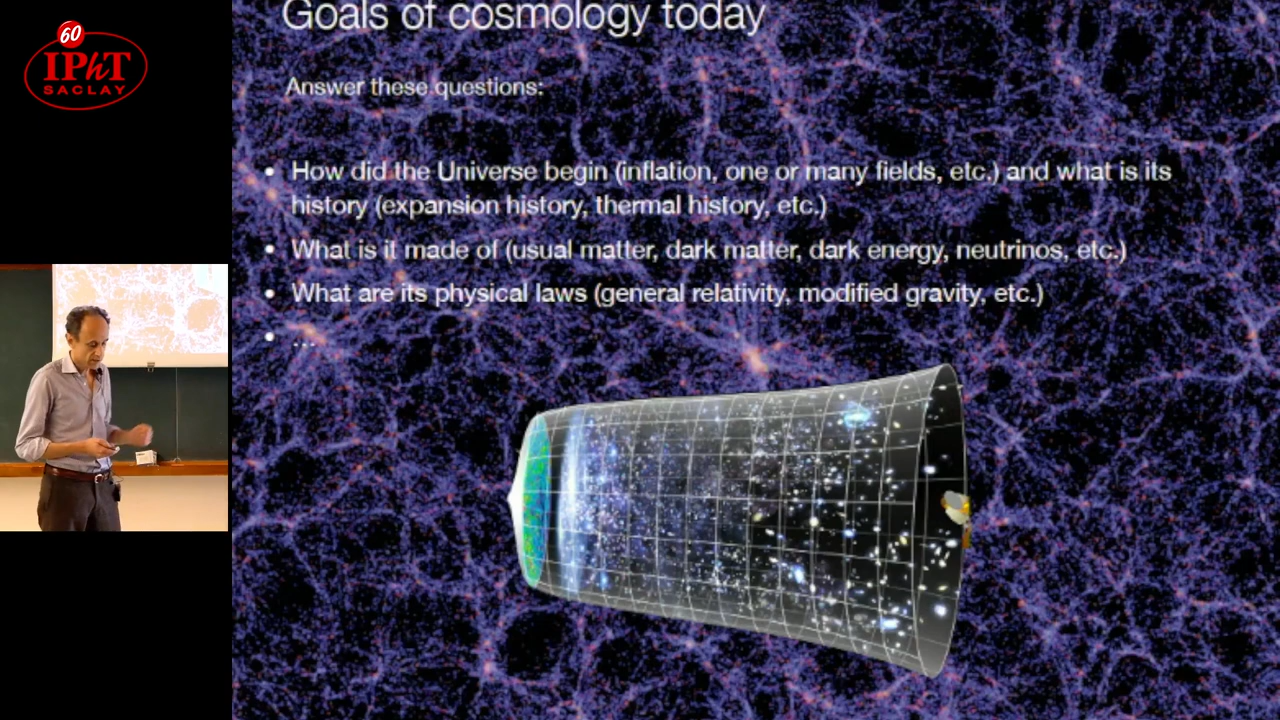 60
IPhT
SACLAY
Goals of cosmology today
Answer these questions:
• How did the Universe begin (inflation, one or many fields, etc.) and what is its
history (expansion history, thermal history, etc.)
• What is it made of (usual matter, dark matter, dark energy, neutrinos, etc.)
• What are its physical laws (general relativity, modified gravity, etc.)
• ...